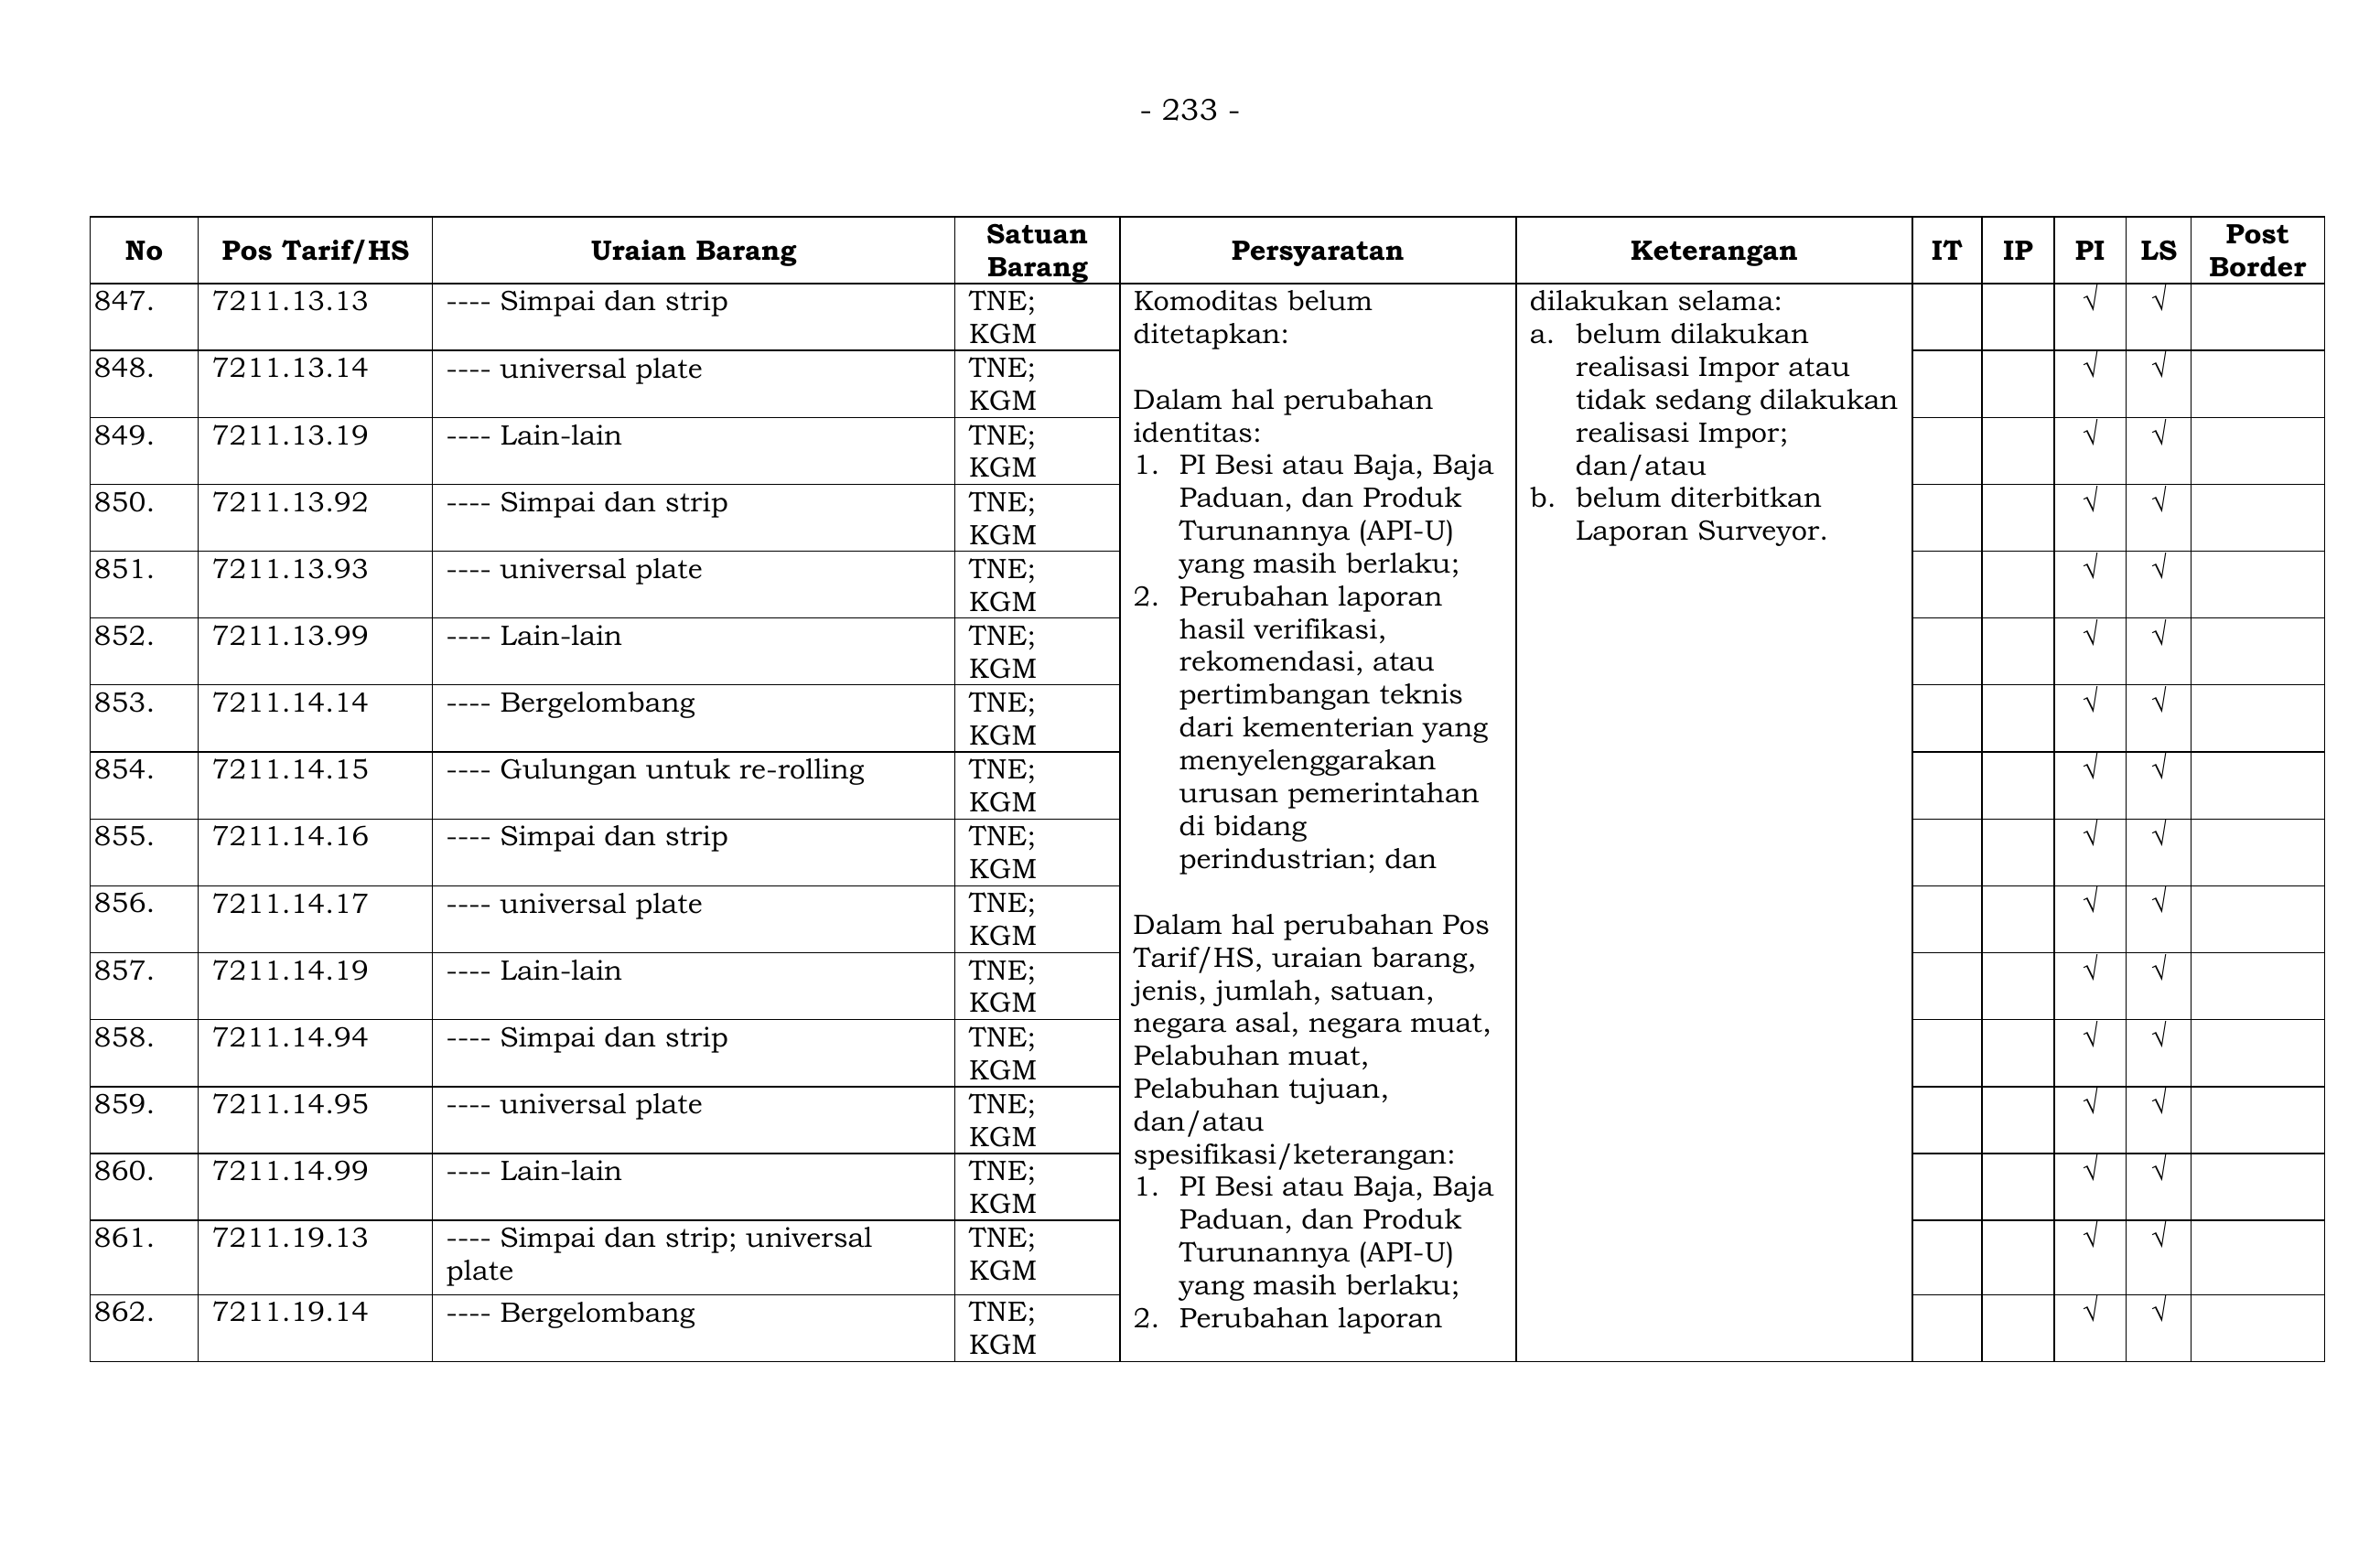 - 233 -
No Pos Tarif/HS Uraian Barang Satuan Barang Persyaratan Keterangan IT IP PI LS Post Border
847. 7211.13.13 ---- Simpai dan strip TNE; KGM √ √
848. 7211.13.14 ---- universal plate TNE; KGM √ √
849. 7211.13.19 ---- Lain-lain TNE; KGM √ √
850. 7211.13.92 ---- Simpai dan strip TNE; KGM √ √
851. 7211.13.93 ---- universal plate TNE; KGM √ √
852. 7211.13.99 ---- Lain-lain TNE; KGM √ √
853. 7211.14.14 ---- Bergelombang TNE; KGM √ √
854. 7211.14.15 ---- Gulungan untuk re-rolling TNE; KGM √ √
855. 7211.14.16 ---- Simpai dan strip TNE; KGM √ √
856. 7211.14.17 ---- universal plate TNE; KGM √ √
857. 7211.14.19 ---- Lain-lain TNE; KGM √ √
858. 7211.14.94 ---- Simpai dan strip TNE; KGM √ √
859. 7211.14.95 ---- universal plate TNE; KGM √ √
860. 7211.14.99 ---- Lain-lain TNE; KGM √ √
861. 7211.19.13 ---- Simpai dan strip; universal plate TNE; KGM √ √
862. 7211.19.14 ---- Bergelombang TNE; KGM √ √
Komoditas belum
ditetapkan:
Dalam hal perubahan
identitas:
1. PI Besi atau Baja, Baja
Paduan, dan Produk
Turunannya (API-U)
yang masih berlaku;
2. Perubahan laporan
hasil verifikasi,
rekomendasi, atau
pertimbangan teknis
dari kementerian yang
menyelenggarakan
urusan pemerintahan
di bidang
perindustrian; dan
Dalam hal perubahan Pos
Tarif/HS, uraian barang,
jenis, jumlah, satuan,
negara asal, negara muat,
Pelabuhan muat,
Pelabuhan tujuan,
dan/atau
spesifikasi/keterangan:
1. PI Besi atau Baja, Baja
Paduan, dan Produk
Turunannya (API-U)
yang masih berlaku;
2. Perubahan laporan
dilakukan selama:
a. belum dilakukan
realisasi Impor atau
tidak sedang dilakukan
realisasi Impor;
dan/atau
b. belum diterbitkan
Laporan Surveyor.